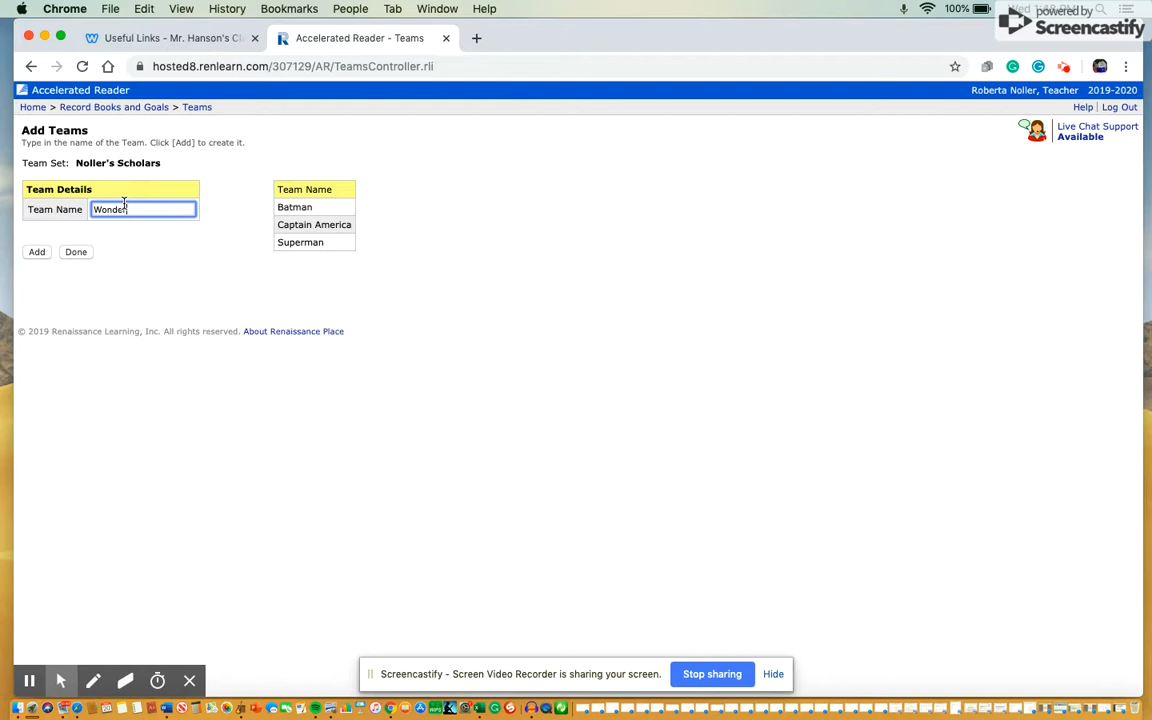 Chrome File Edit View History Bookmarks People Tab Window Help 100%
powered by
Screencastify
Useful Links - Mr. Hanson's Cl
Accelerated Reader - Teams
hosted8.renlearn.com/307129/AR/TeamsController.rli
Accelerated Reader
Roberta Noller, Teacher 2019-2020
Home > Record Books and Goals > Teams
Help | Log Out
Add Teams
Type in the name of the Team. Click [Add] to create it.
Live Chat Support
Available
Team Set: Noller's Scholars
Team Details
Team Name
Team Name Wonder
Batman
Captain America
Superman
Add Done
© 2019 Renaissance Learning, Inc. All rights reserved. About Renaissance Place
Screencastify - Screen Video Recorder is sharing your screen. Stop sharing Hide